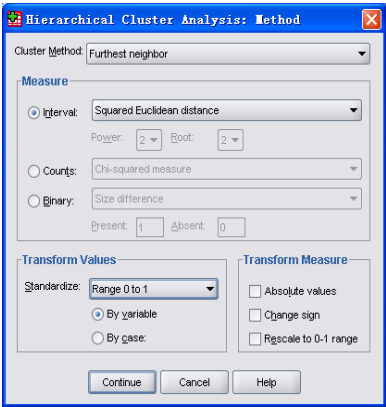 Hierarchical Cluster Analysis: Method
Cluster Method: Furthest neighbor
Measure
Interval: Squared Euclidean distance
Power: 2 Root: 2
Counts: Chi-squared measure
Binary: Size difference
Present: 1 Absent: 0
Transform Values
Standardize: Range 0 to 1
By variable
By case:
Transform Measure
Absolute values
Change sign
Rescale to 0-1 range
Continue Cancel Help